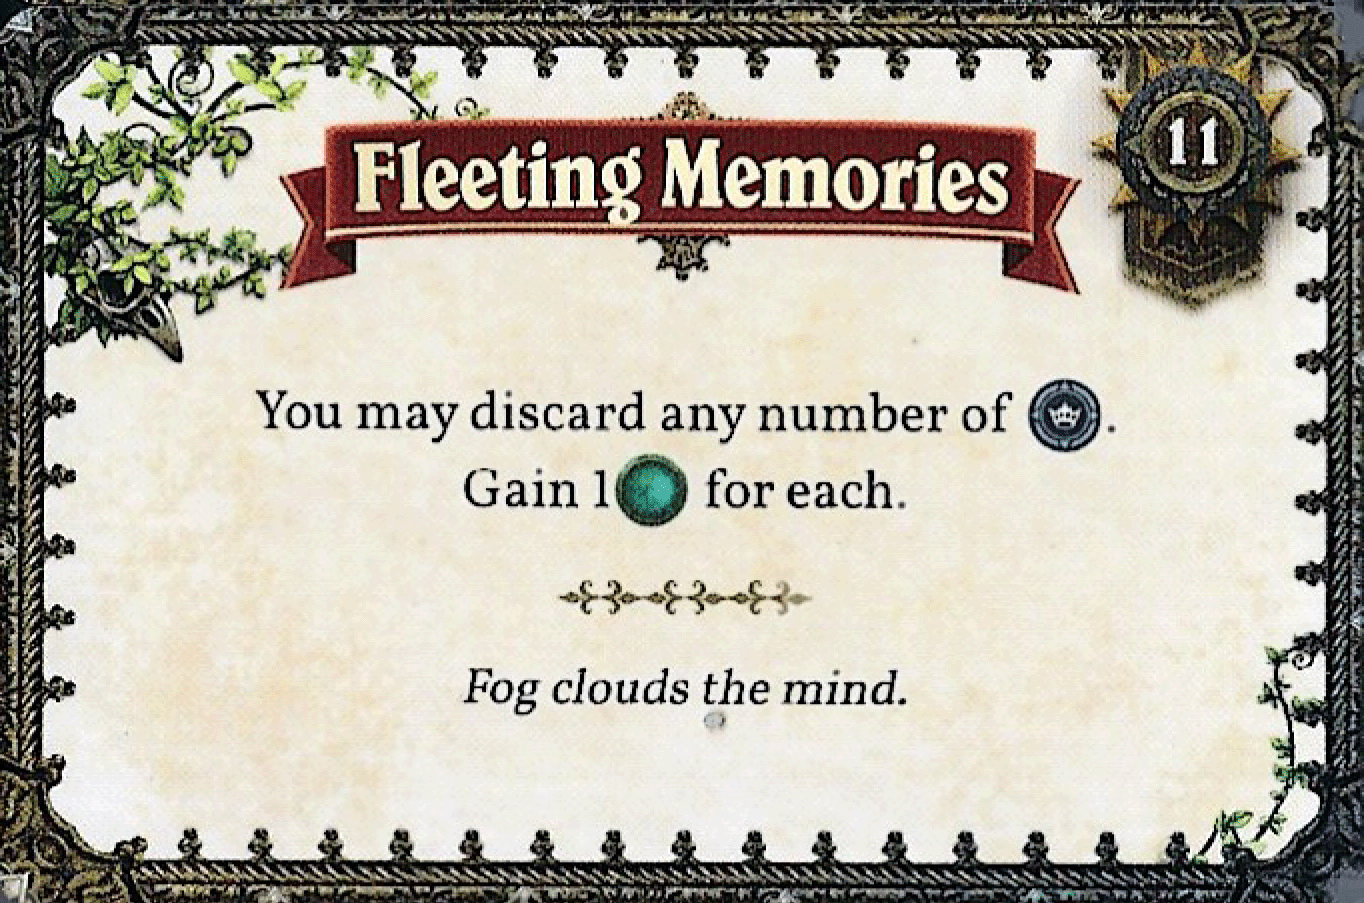 Fleeting Memories
11
You may discard any number of .
Gain 1 for each.
Fog clouds the mind.